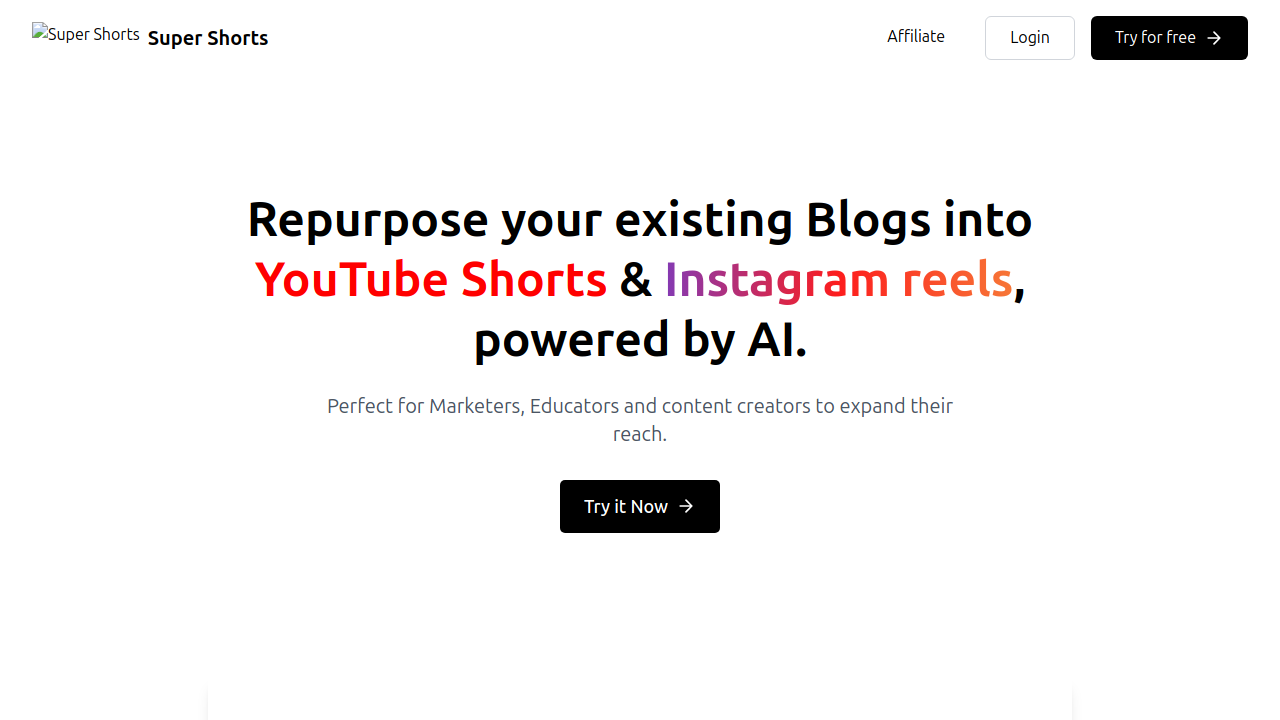 Super Shorts
Super Shorts
Affiliate
Login
Try for free
Repurpose your existing Blogs into
YouTube Shorts & Instagram reels,
powered by AI.
Perfect for Marketers, Educators and content creators to expand their
reach.
Try it Now